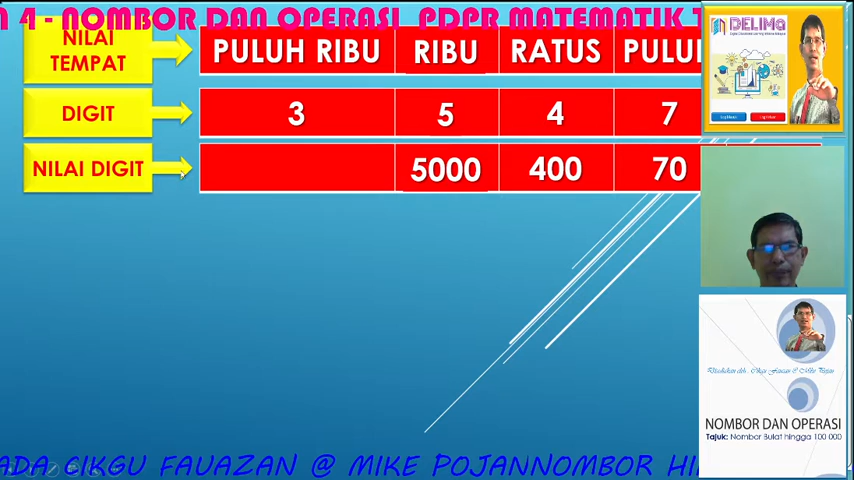 4 - NOMBOR DAN OPERASI PDPR MATEMATIK
DELIMa
NILAI TEMPAT
PULUH RIBU
RIBU
RATUS
DIGIT
3
5
4
7
NILAI DIGIT
5000
400
70
NOMBOR DAN OPERASI
Tajuk: Nombor Bulat hingga 100 000
CIKGU FAUAZAN @ MIKE POJANNOMBOR